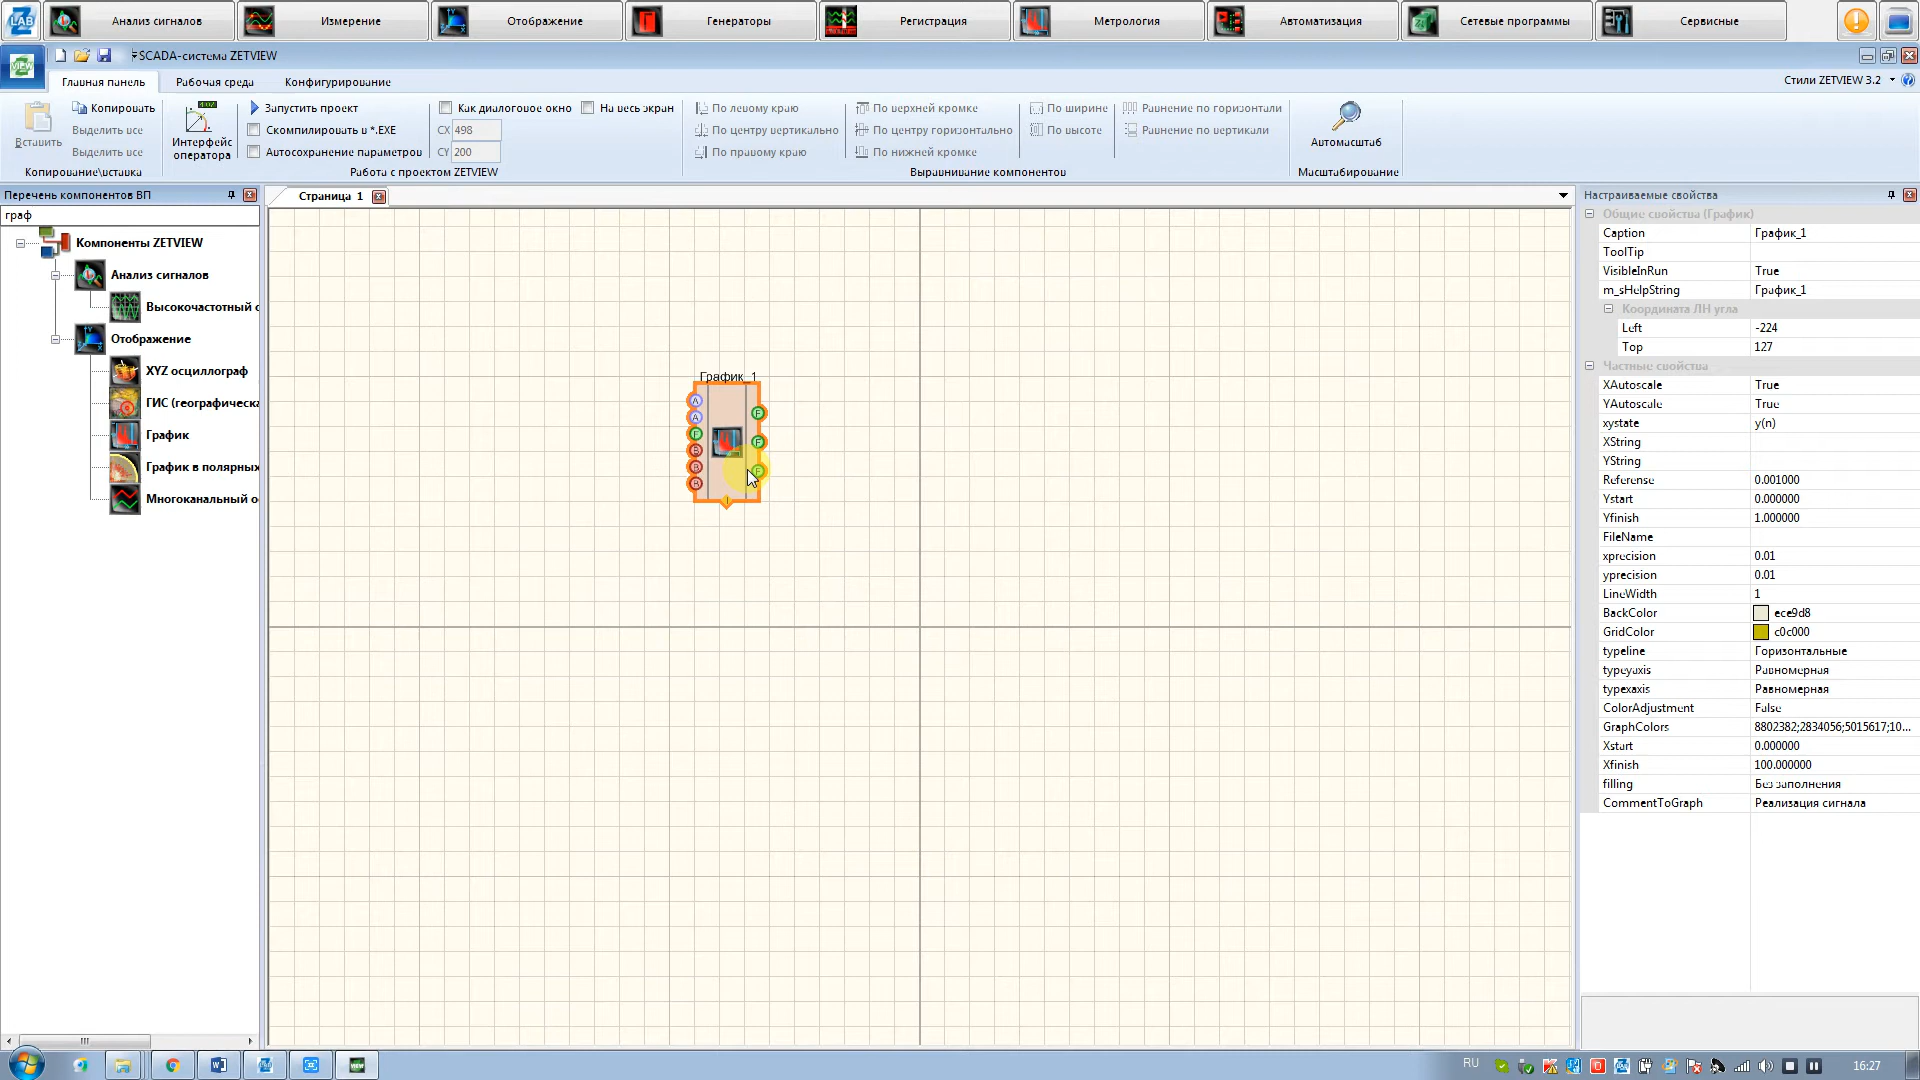 LAB Анализ сигналов Измерение Отображение Генераторы Регистрация Метрология Автоматизация Сетевые программы Сервисные
SCADA-система ZETVIEW
Главная панель Рабочая среда Конфигурирование Стили ZETVIEW 3.2
Вставить
Копировать
Выделить все
Выделить все
Копирование\вставка
Интерфейс
оператора
Запустить проект
Скомпилировать в *.EXE
Автосохранение параметров
Как диалоговое окно На весь экран
CX 498
CY 200
Работа с проектом ZETVIEW
По левому краю
По центру вертикально
По правому краю
По верхней кромке
По центру горизонтально
По нижней кромке
По ширине
По высоте
Равнение по горизонтали
Равнение по вертикали
Выравнивание компонентов
Автомасштаб
Масштабирование
Перечень компонентов ВП
граф
Компоненты ZETVIEW
Анализ сигналов
Высокочастотный с
Отображение
XYZ осциллограф
ГИС (географическа
График
График в полярных
Многоканальный о
Страница 1
График_1
A
A
F
B
B
B
F
F
F
Настраиваемые свойства
Общие свойства (График)
Caption График_1
ToolTip
VisibleInRun True
m_sHelpString График_1
Координата ЛН угла
Left -224
Top 127
Частные свойства
XAutoscale True
YAutoscale True
xystate y(n)
XString
YString
Referense 0.001000
Ystart 0.000000
Yfinish 1.000000
FileName
xprecision 0.01
yprecision 0.01
LineWidth 1
BackColor ece9d8
GridColor c0c000
typeline Горизонтальные
typeyaxis Равномерная
typexaxis Равномерная
ColorAdjustment False
GraphColors 8802382;2834056;5015617;10...
Xstart 0.000000
Xfinish 100.000000
filling Без заполнения
CommentToGraph Реализация сигнала
RU 16:27